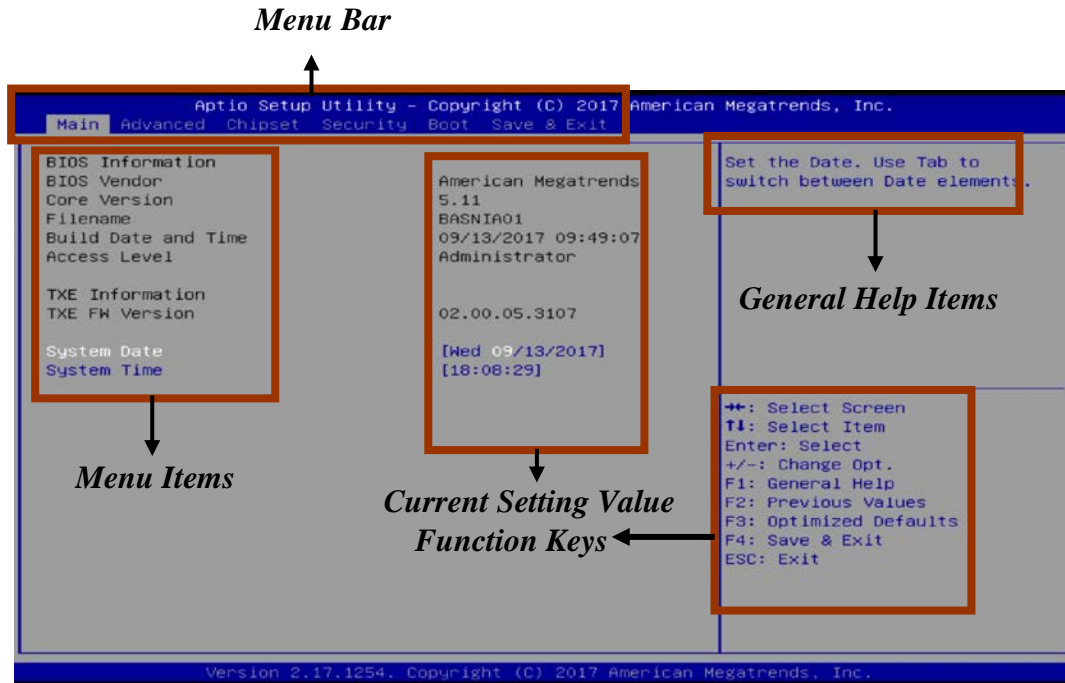 Menu Bar
Aptio Setup Utility – Copyright (C) 2017 American Megatrends, Inc.
Main Advanced Chipset Security Boot Save & Exit
BIOS Information
BIOS Vendor American Megatrends
Core Version 5.11
Filename BASNIA01
Build Date and Time 09/13/2017 09:49:07
Access Level Administrator
TXE Information
TXE FW Version 02.00.05.3107
System Date [Wed 09/13/2017]
System Time [18:08:29]
Set the Date. Use Tab to
switch between Date elements.
General Help Items
→←: Select Screen
↑↓: Select Item
Enter: Select
+/-: Change Opt.
F1: General Help
F2: Previous Values
F3: Optimized Defaults
F4: Save & Exit
ESC: Exit
Menu Items
Current Setting Value
Function Keys
Version 2.17.1254. Copyright (C) 2017 American Megatrends, Inc.